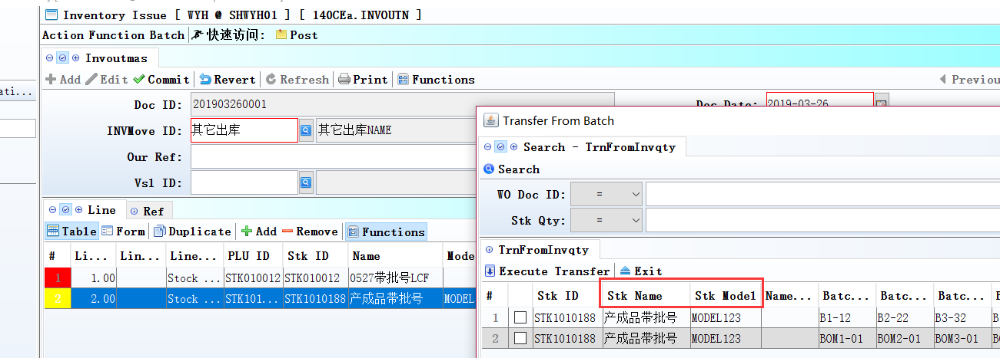 Inventory Issue [ WYH @ SHWYH01 ] [ 140CEa.INVOUTN ]
Action Function Batch 快速访问: Post
Invoutmas
Add Edit Commit Revert Refresh Print Functions
ati...
Doc ID: 201903260001
Doc Date: 2019-03-26
INVMove ID: 其它出库 其它出库NAME
Our Ref:
Vsl ID:
Line Ref
Table Form Duplicate Add Remove Functions
# Li... Lin... Line... PLU ID Stk ID Name
1 1.00 Stock ... STK010012 STK010012 0527带批号LCF
2 2.00 Stock ... STK101... STK1010188 产成品带批号
Transfer From Batch
Search - TrnFromInvqty
Search
WO Doc ID: =
Stk Qty: =
TrnFromInvqty
Execute Transfer Exit
# Stk ID Stk Name Stk Model Name... Batc... Batc... Batc...
1 STK1010188 产成品带批号 MODEL123 B1-12 B2-22 B3-32
2 STK1010188 产成品带批号 MODEL123 BOM1-01 BOM2-01 BOM3-01